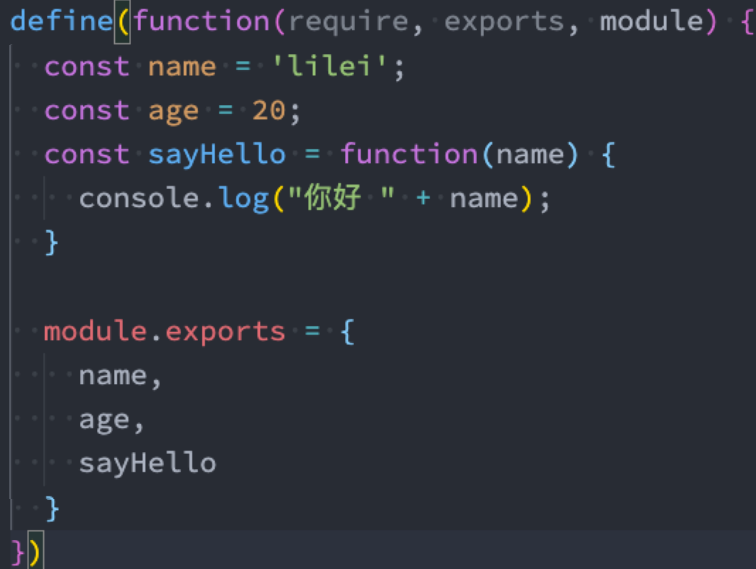 define(function(require, exports, module) {
  const name = 'lilei';
  const age = 20;
  const sayHello = function(name) {
    console.log("你好 " + name);
  }

  module.exports = {
    name,
    age,
    sayHello
  }
})